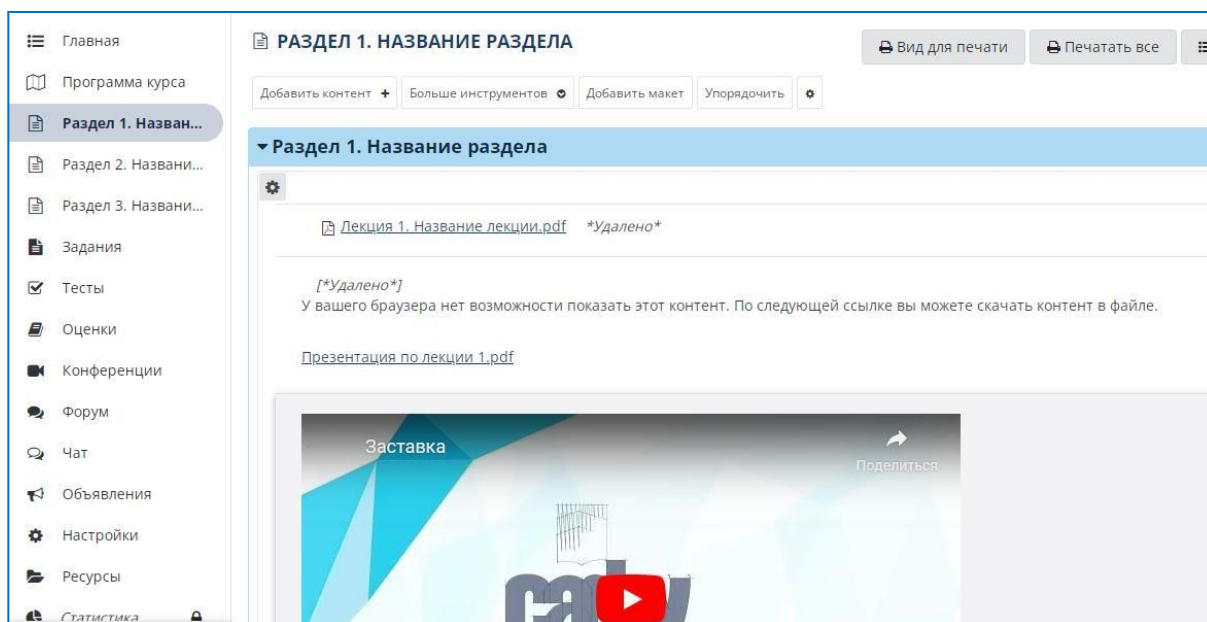 Главная
Программа курса
Раздел 1. Назван...
Раздел 2. Названи...
Раздел 3. Названи...
Задания
Тесты
Оценки
Конференции
Форум
Чат
Объявления
Настройки
Ресурсы
Статистика
РАЗДЕЛ 1. НАЗВАНИЕ РАЗДЕЛА
Вид для печати
Печатать все
Добавить контент
Больше инструментов
Добавить макет
Упорядочить
Раздел 1. Название раздела
Лекция 1. Название лекции.pdf *Удалено*
[*Удалено*]
У вашего браузера нет возможности показать этот контент. По следующей ссылке вы можете скачать контент в файле.
Презентация по лекции 1.pdf
Заставка
Поделиться